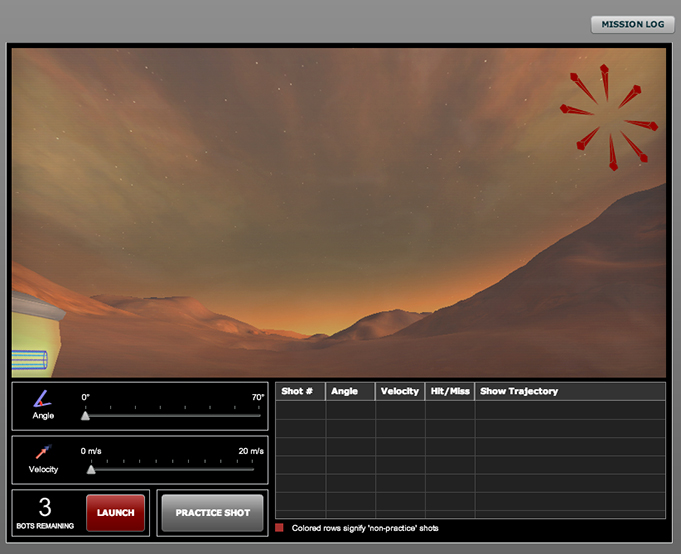 MISSION LOG
0° 70°
Angle
0 m/s 20 m/s
Velocity
3
BOTS REMAINING
LAUNCH
PRACTICE SHOT
Shot # Angle Velocity Hit/Miss Show Trajectory
Colored rows signify 'non-practice' shots